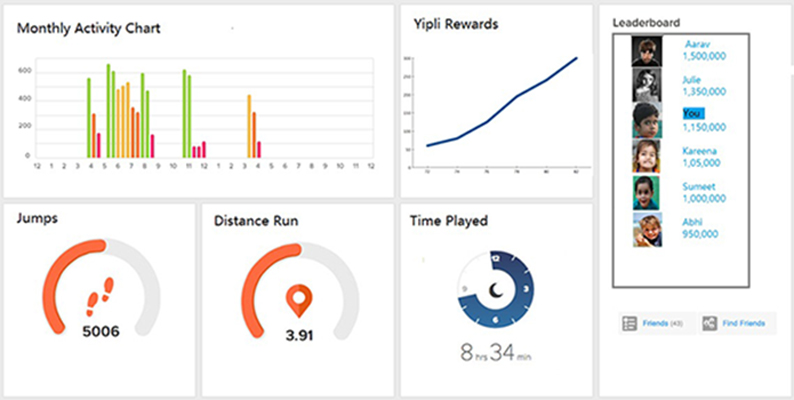 Monthly Activity Chart
600
400
200
0
12 1 2 3 4 5 6 7 8 9 10 11 12 1 2 3 4 5 6 7 8 9 10 11 12
Yipli Rewards
Leaderboard
Aarav
1,500,000
Julie
1,350,000
You
1,150,000
Kareena
1,05,000
Sumeet
1,000,000
Abhi
950,000
Friends (43)
Find Friends
Jumps
5006
Distance Run
3.91
Time Played
12
3
6
9
8 hrs 34 min